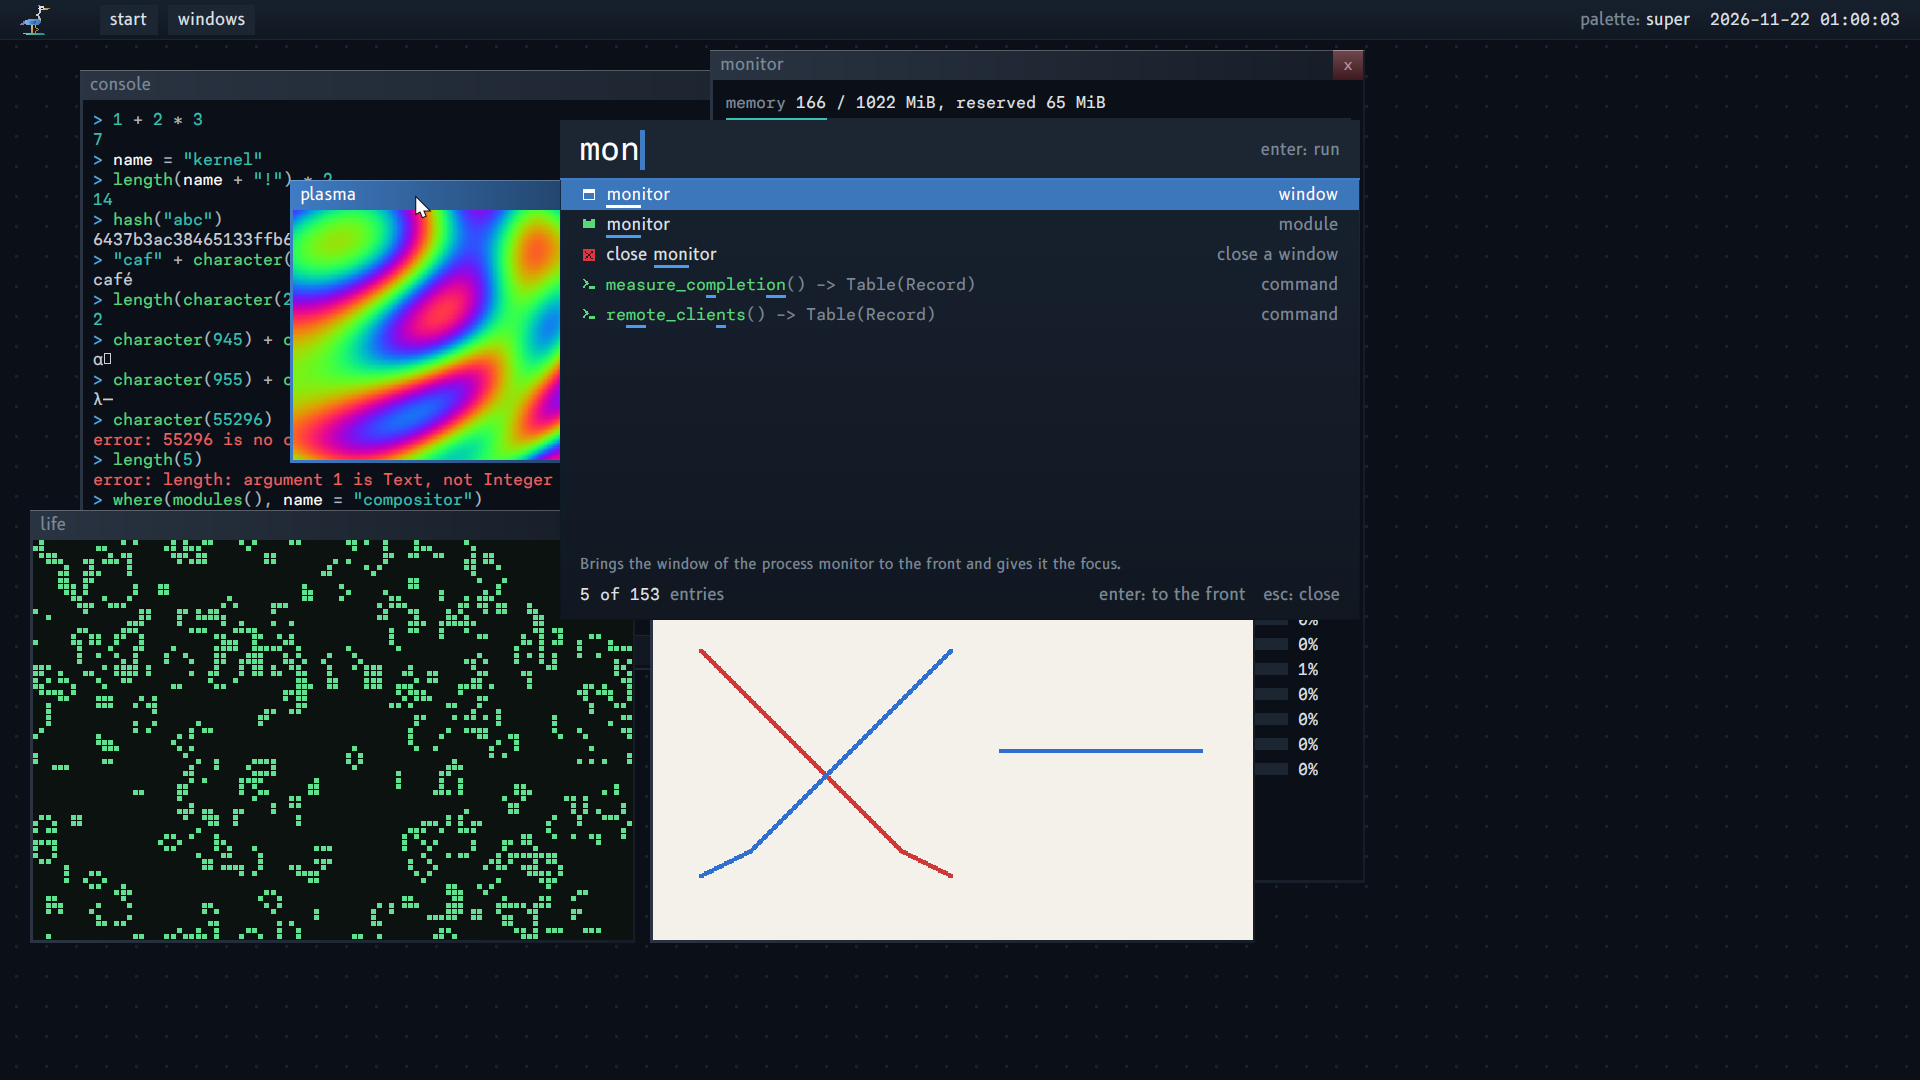 start windows palette: super 2026-11-22 01:00:03
monitor x
memory 166 / 1022 MiB, reserved 65 MiB
console
> 1 + 2 * 3
7
> name = "kernel"
> length(name + "!") * 2
14
> hash("abc")
6437b3ac38465133ffb6
> "caf" + character(
café
> length(character(2
2
> character(945) + c
α
> character(955) + c
λ—
> character(55296)
error: 55296 is no c
> length(5)
error: length: argument 1 is Text, not Integer
> where(modules(), name = "compositor")
plasma
mon enter: run
monitor window
monitor module
close monitor close a window
measure_completion() -> Table(Record) command
remote_clients() -> Table(Record) command
Brings the window of the process monitor to the front and gives it the focus.
5 of 153 entries enter: to the front esc: close
life
0%
0%
1%
0%
0%
0%
0%